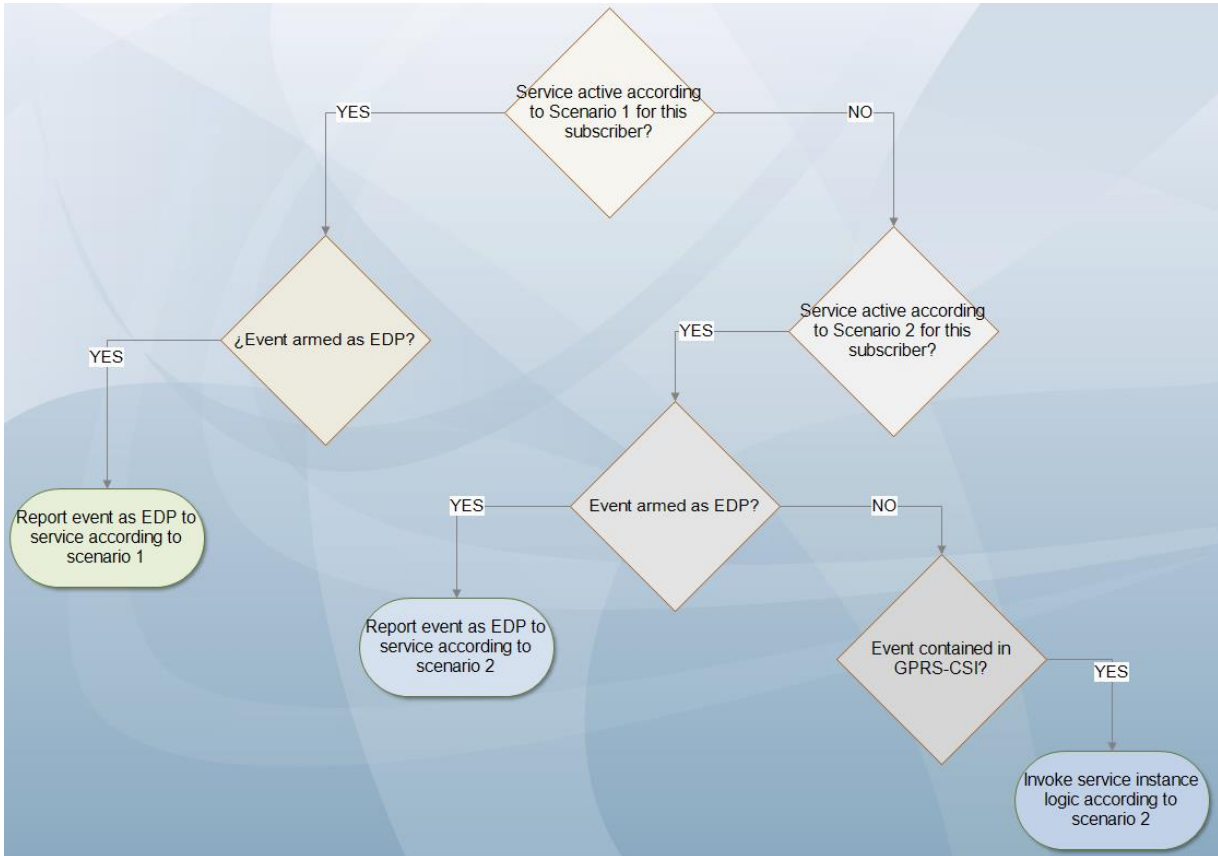 Service active according
to Scenario 1 for this
subscriber?
YES
NO
¿Event armed as EDP?
YES
Service active according
to Scenario 2 for this
subscriber?
YES
Report event as EDP to
service according to
scenario 1
Event armed as EDP?
YES
NO
Report event as EDP to
service according to
scenario 2
Event contained in
GPRS-CSI?
YES
Invoke service instance
logic according to
scenario 2